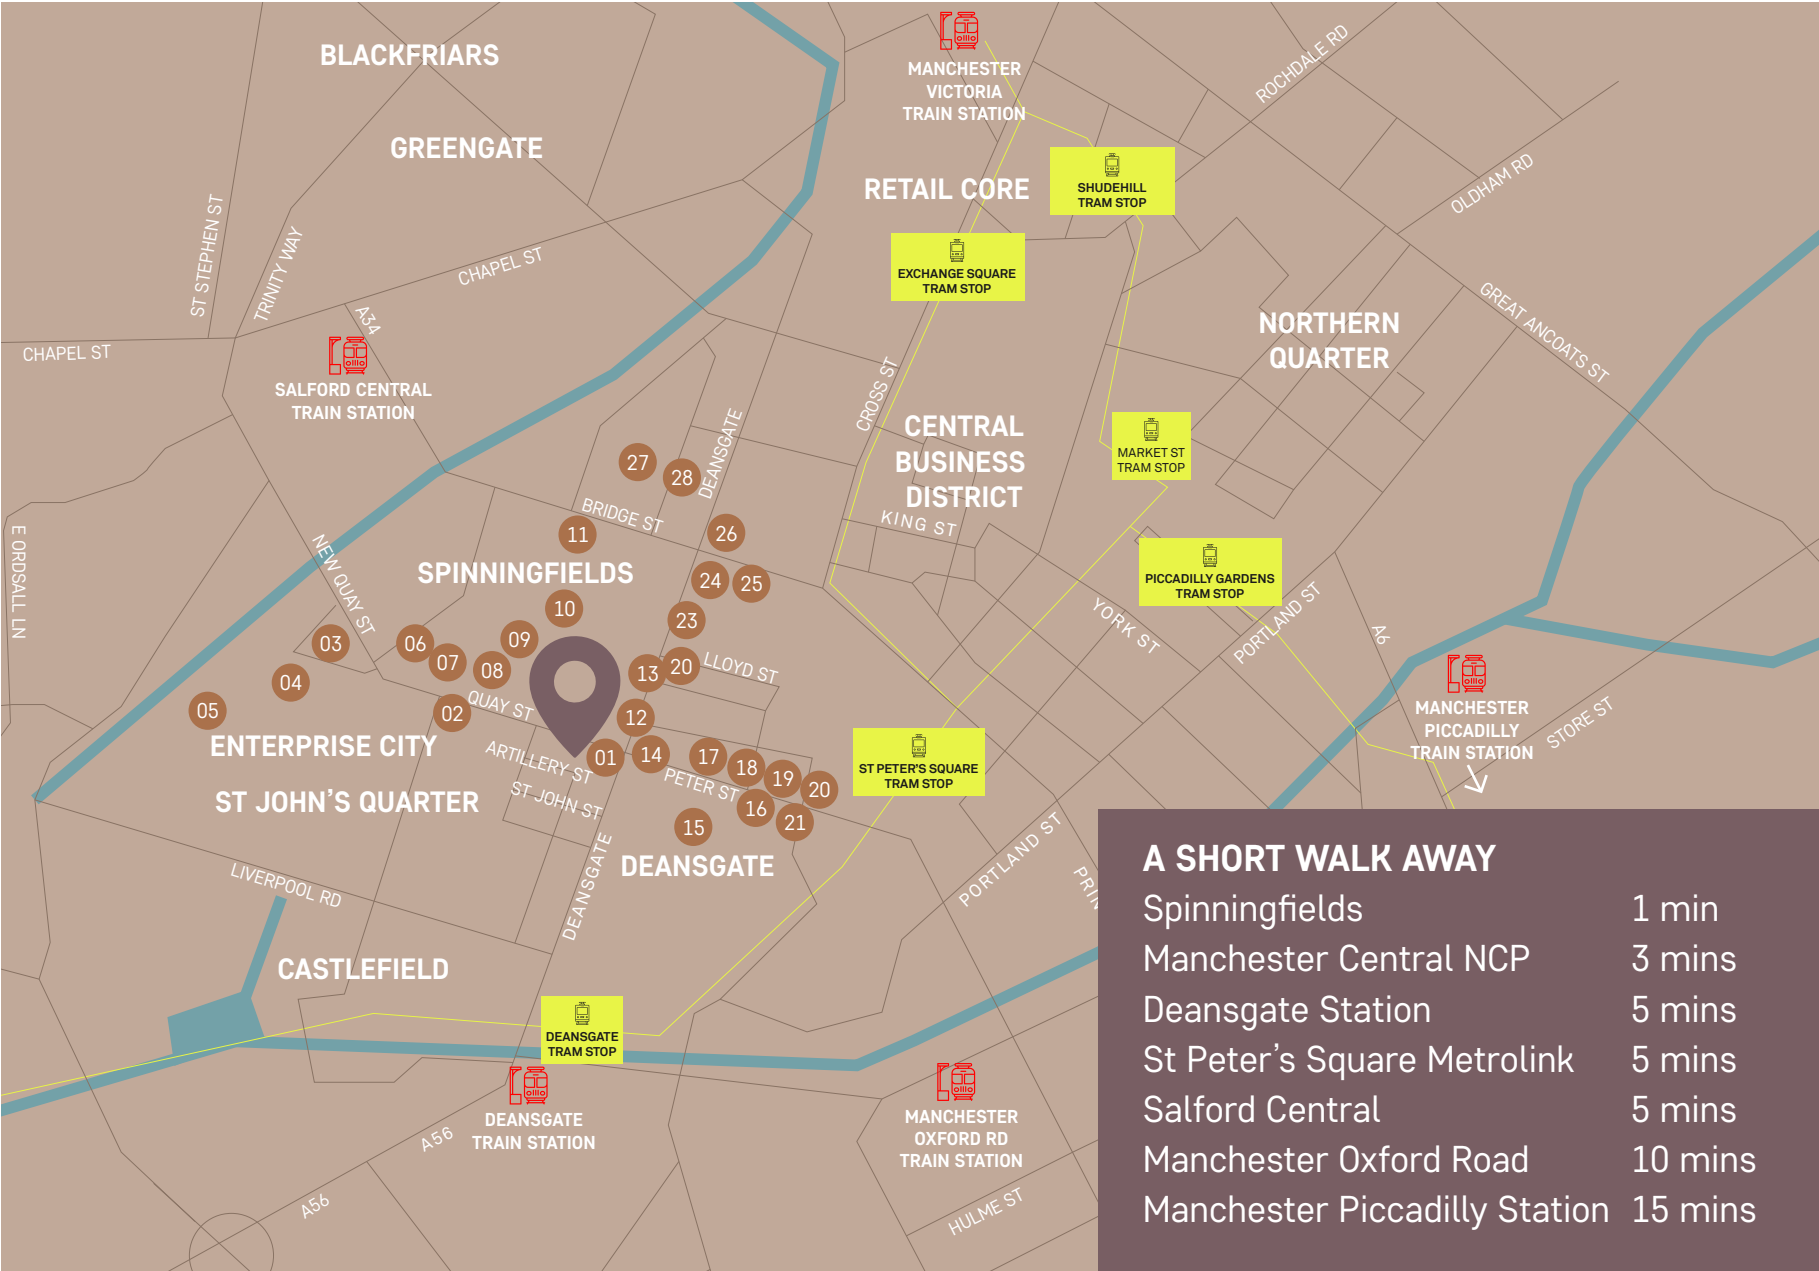 BLACKFRIARS
GREENGATE
MANCHESTER
VICTORIA
TRAIN STATION
ROCHDALE RD
OLDHAM RD
RETAIL CORE
SHUDEHILL
TRAM STOP
EXCHANGE SQUARE
TRAM STOP
ST STEPHEN ST
TRINITY WAY
CHAPEL ST
A34
CHAPEL ST
SALFORD CENTRAL
TRAIN STATION
NORTHERN
QUARTER
GREAT ANCOATS ST
CROSS ST
CENTRAL
BUSINESS
DISTRICT
MARKET ST
TRAM STOP
DEANSGATE
27
28
BRIDGE ST
KING ST
11
26
E ORDSALL LN
NEW QUAY ST
SPINNINGFIELDS
24
25
PICCADILLY GARDENS
TRAM STOP
YORK ST
PORTLAND ST
A6
10
23
03
06
09
07
08
13
20
LLOYD ST
04
05
02
QUAY ST
12
MANCHESTER
PICCADILLY
TRAIN STATION
STORE ST
ENTERPRISE CITY
ARTILLERY ST
01
14
PETER ST
17
18
19
20
ST PETER'S SQUARE
TRAM STOP
ST JOHN'S QUARTER
ST JOHN ST
16
21
15
DEANSGATE
DEANSGATE
LIVERPOOL RD
PORTLAND ST
PRIN
CASTLEFIELD
DEANSGATE
TRAM STOP
DEANSGATE
TRAIN STATION
A56
A56
MANCHESTER
OXFORD RD
TRAIN STATION
HULME ST
A SHORT WALK AWAY
Spinningfields 1 min
Manchester Central NCP 3 mins
Deansgate Station 5 mins
St Peter's Square Metrolink 5 mins
Salford Central 5 mins
Manchester Oxford Road 10 mins
Manchester Piccadilly Station 15 mins